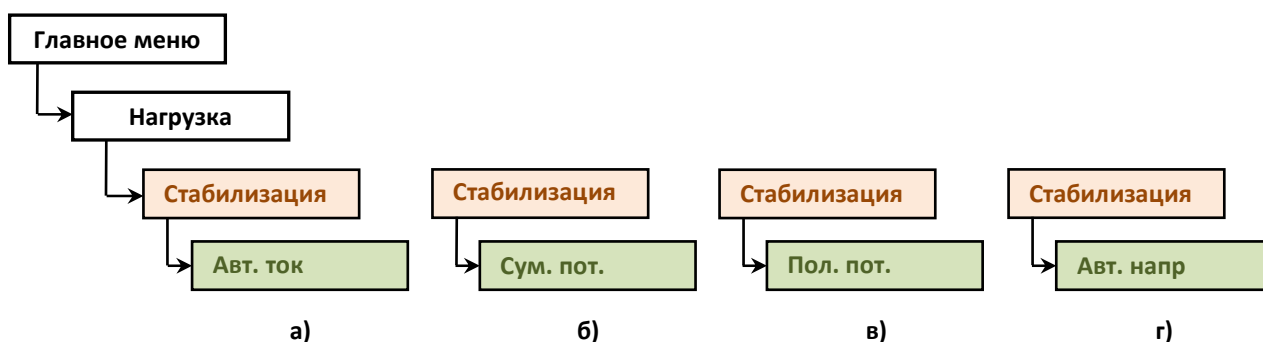 Главное меню
Нагрузка
Стабилизация Стабилизация Стабилизация Стабилизация
Авт. ток Сум. пот. Пол. пот. Авт. напр
а) б) в) г)